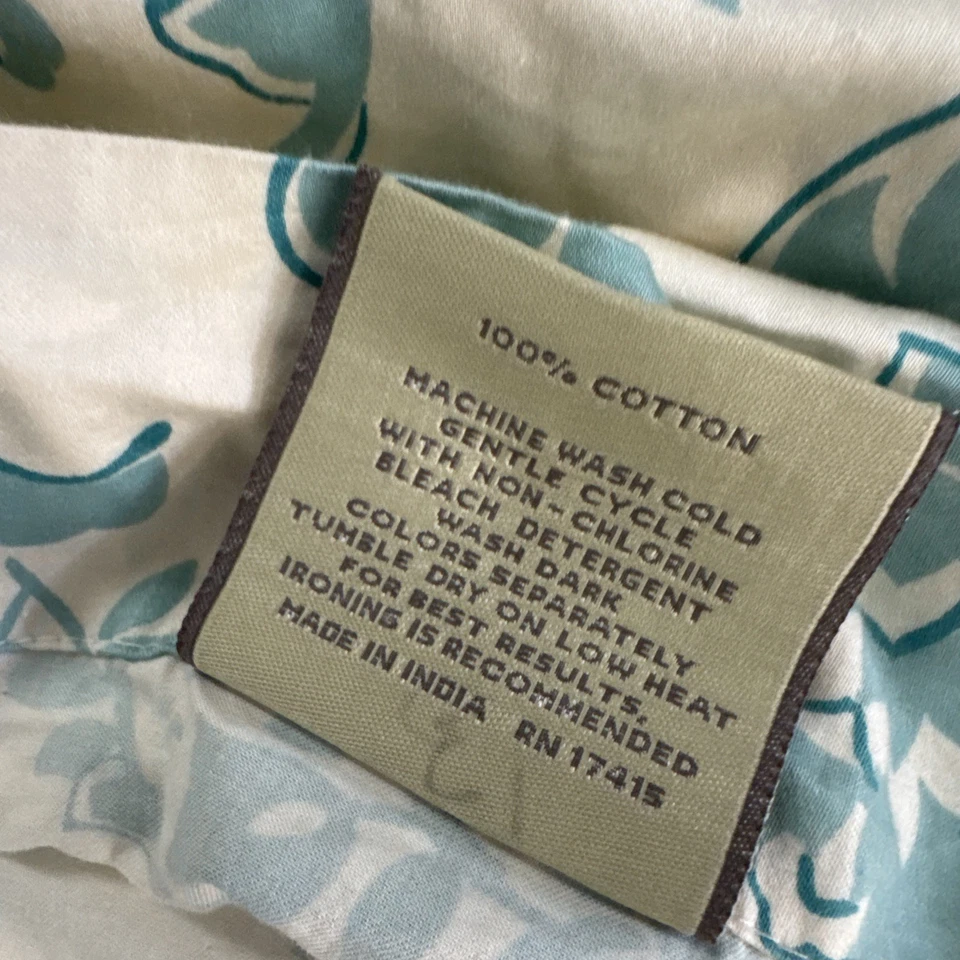 100% COTTON
MACHINE WASH COLD
GENTLE CYCLE
WITH NON-CHLORINE
BLEACH DETERGENT
WASH DARK
COLORS SEPARATELY
TUMBLE DRY ON LOW HEAT
FOR BEST RESULTS,
IRONING IS RECOMMENDED
MADE IN INDIA RN 17415